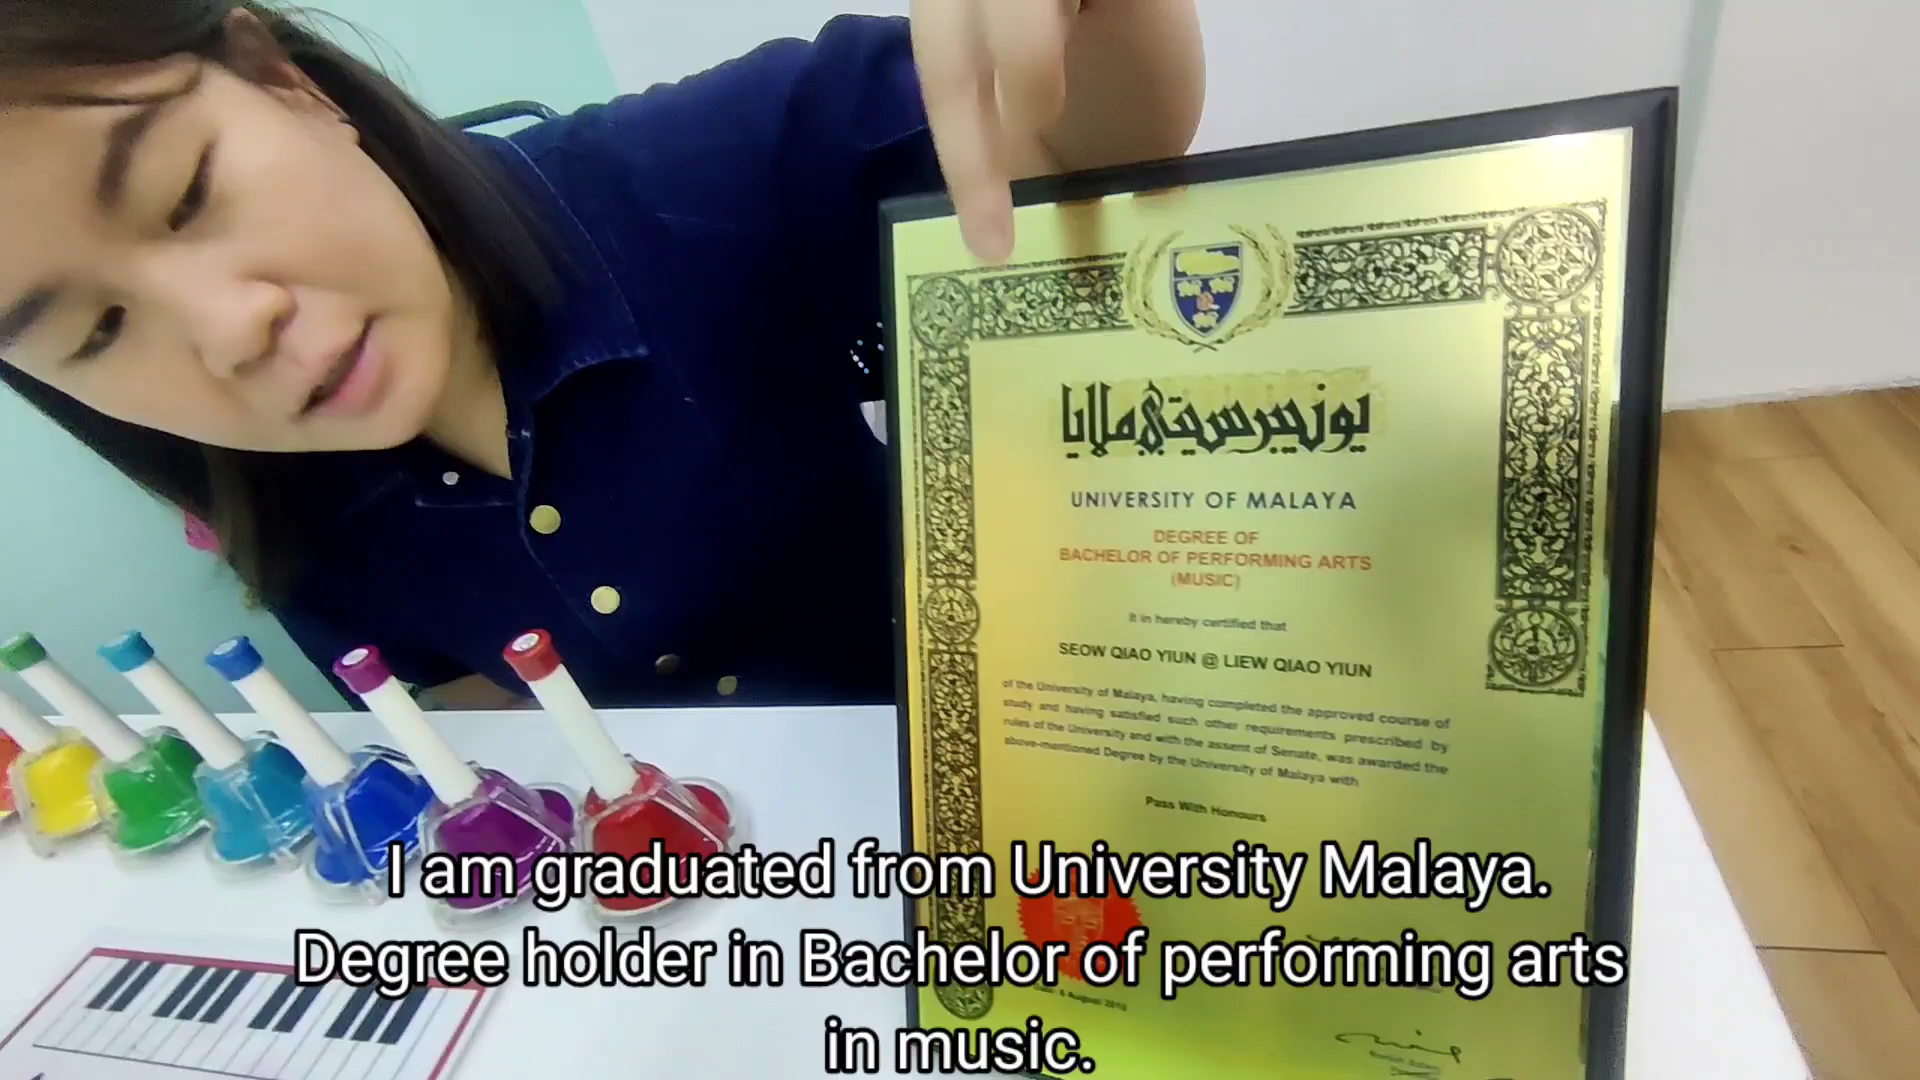 يونيبرسيتي ملايا
UNIVERSITY OF MALAYA
DEGREE OF
BACHELOR OF PERFORMING ARTS
(MUSIC)
It in hereby certified that
SEOW QIAO YIUN @ LIEW QIAO YIUN
of the University of Malaya, having completed the approved course of
study and having satisfied such other requirements prescribed by
rules of the University and with the assent of Senate, was awarded the
above-mentioned Degree by the University of Malaya with
Pass With Honours
I am graduated from University Malaya.
Degree holder in Bachelor of performing arts
in music.